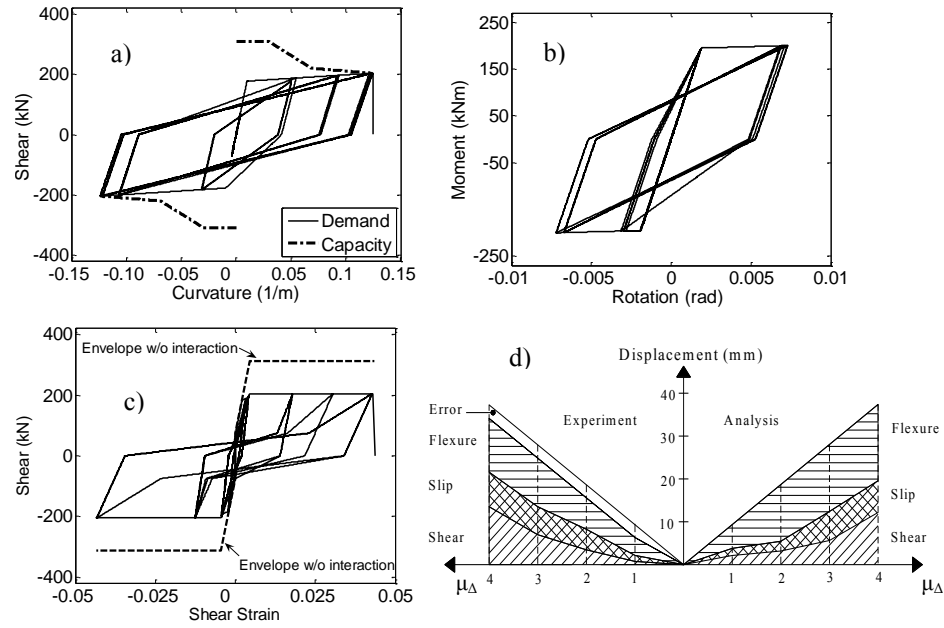 a)
400
200
0
-200
-400
Shear (kN)
-0.15
-0.10
-0.05
0
0.05
0.10
0.15
Curvature (1/m)
Demand
Capacity
b)
250
150
50
-50
-250
Moment (kNm)
-0.01
-0.005
0
0.005
0.01
Rotation (rad)
c)
400
200
0
-200
-400
Shear (kN)
Envelope w/o interaction
Envelope w/o interaction
-0.05
-0.025
0
0.025
0.05
Shear Strain
d)
Displacement (mm)
40
30
20
10
Error
Flexure
Slip
Shear
Experiment
Analysis
Flexure
Slip
Shear
μΔ
4
3
2
1
1
2
3
4
μΔ